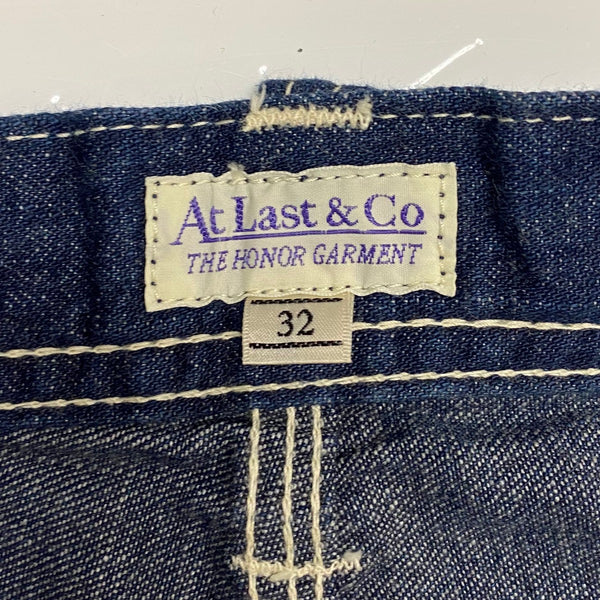 At Last & Co
THE HONOR GARMENT
32